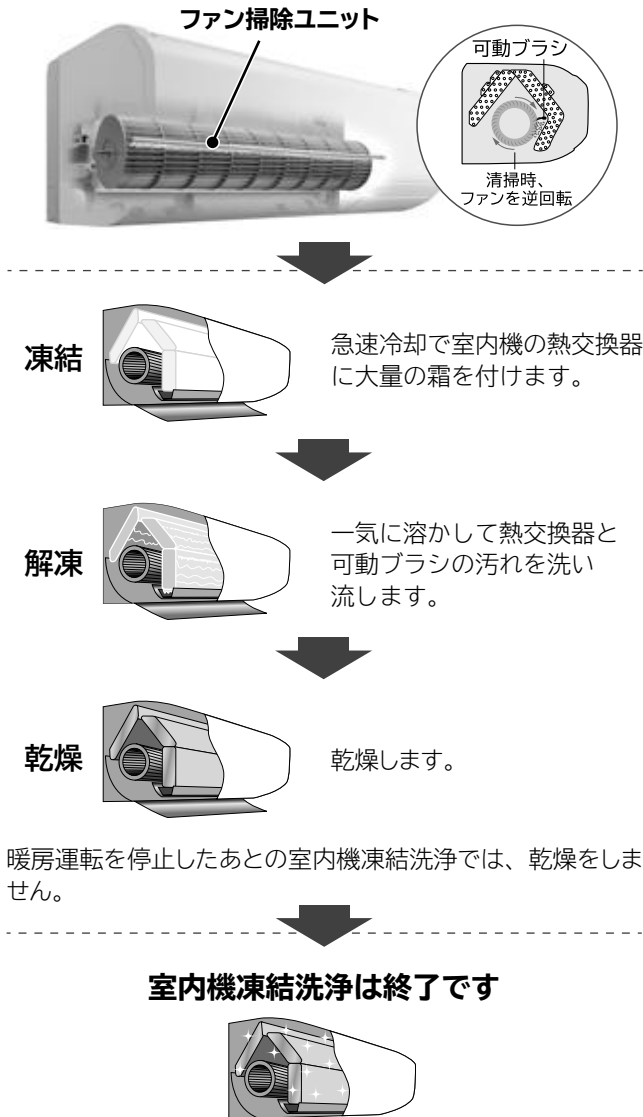 ファン掃除ユニット
可動ブラシ
清掃時、
ファンを逆回転
凍結
急速冷却で室内機の熱交換器
に大量の霜を付けます。
解凍
一気に溶かして熱交換器と
可動ブラシの汚れを洗い
流します。
乾燥
乾燥します。
暖房運転を停止したあとの室内機凍結洗浄では、乾燥をしま
せん。
室内機凍結洗浄は終了です